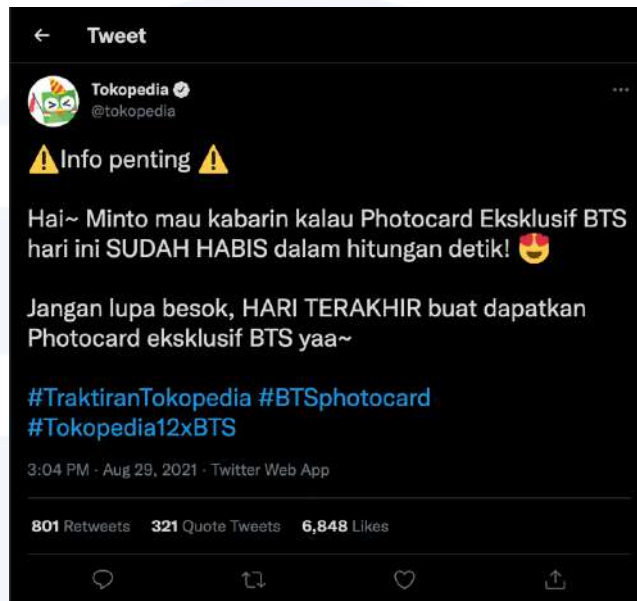 Tweet
Tokopedia
@tokopedia
⚠️Info penting ⚠️
Hai~ Minto mau kabarin kalau Photocard Eksklusif BTS
hari ini SUDAH HABIS dalam hitungan detik! 😍
Jangan lupa besok, HARI TERAKHIR buat dapatkan
Photocard eksklusif BTS yaa~
#TraktiranTokopedia #BTSphotocard
#Tokopedia12xBTS
3:04 PM · Aug 29, 2021 · Twitter Web App
801 Retweets 321 Quote Tweets 6,848 Likes